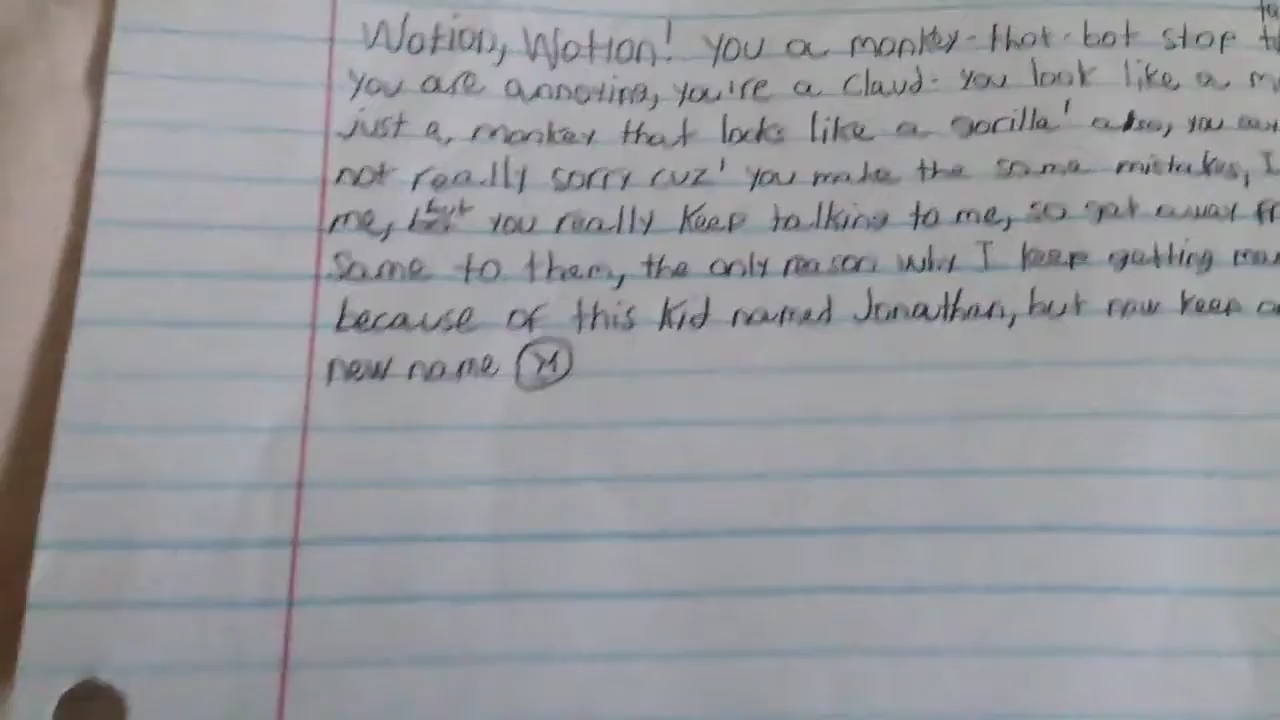 Wotion, Wotion! you a monkey-thot-bot stop
you are annoying, you're a claud. you look like a
just a, monkey that looks like a gorilla' also, you
not really sorry cuz' you make the same mistakes, I
me, but you really keep talking to me, so get away
Same to them, the only reason why I keep getting
because of this kid named Jonathan, but now keep
new name